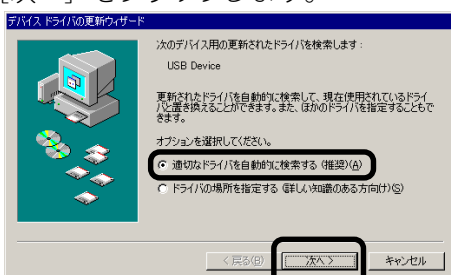 [次へ]をクリックします。
デバイス ドライバの更新ウィザード
次のデバイス用の更新されたドライバを検索します:
USB Device
更新されたドライバを自動的に検索して、現在使用されているドライ
バと置き換えることができます。また、ほかのドライバを指定することもで
きます。
オプションを選択してください。
適切なドライバを自動的に検索する (推奨)(A)
ドライバの場所を指定する (詳しい知識のある方向け)(S)
< 戻る(B)
次へ >
キャンセル